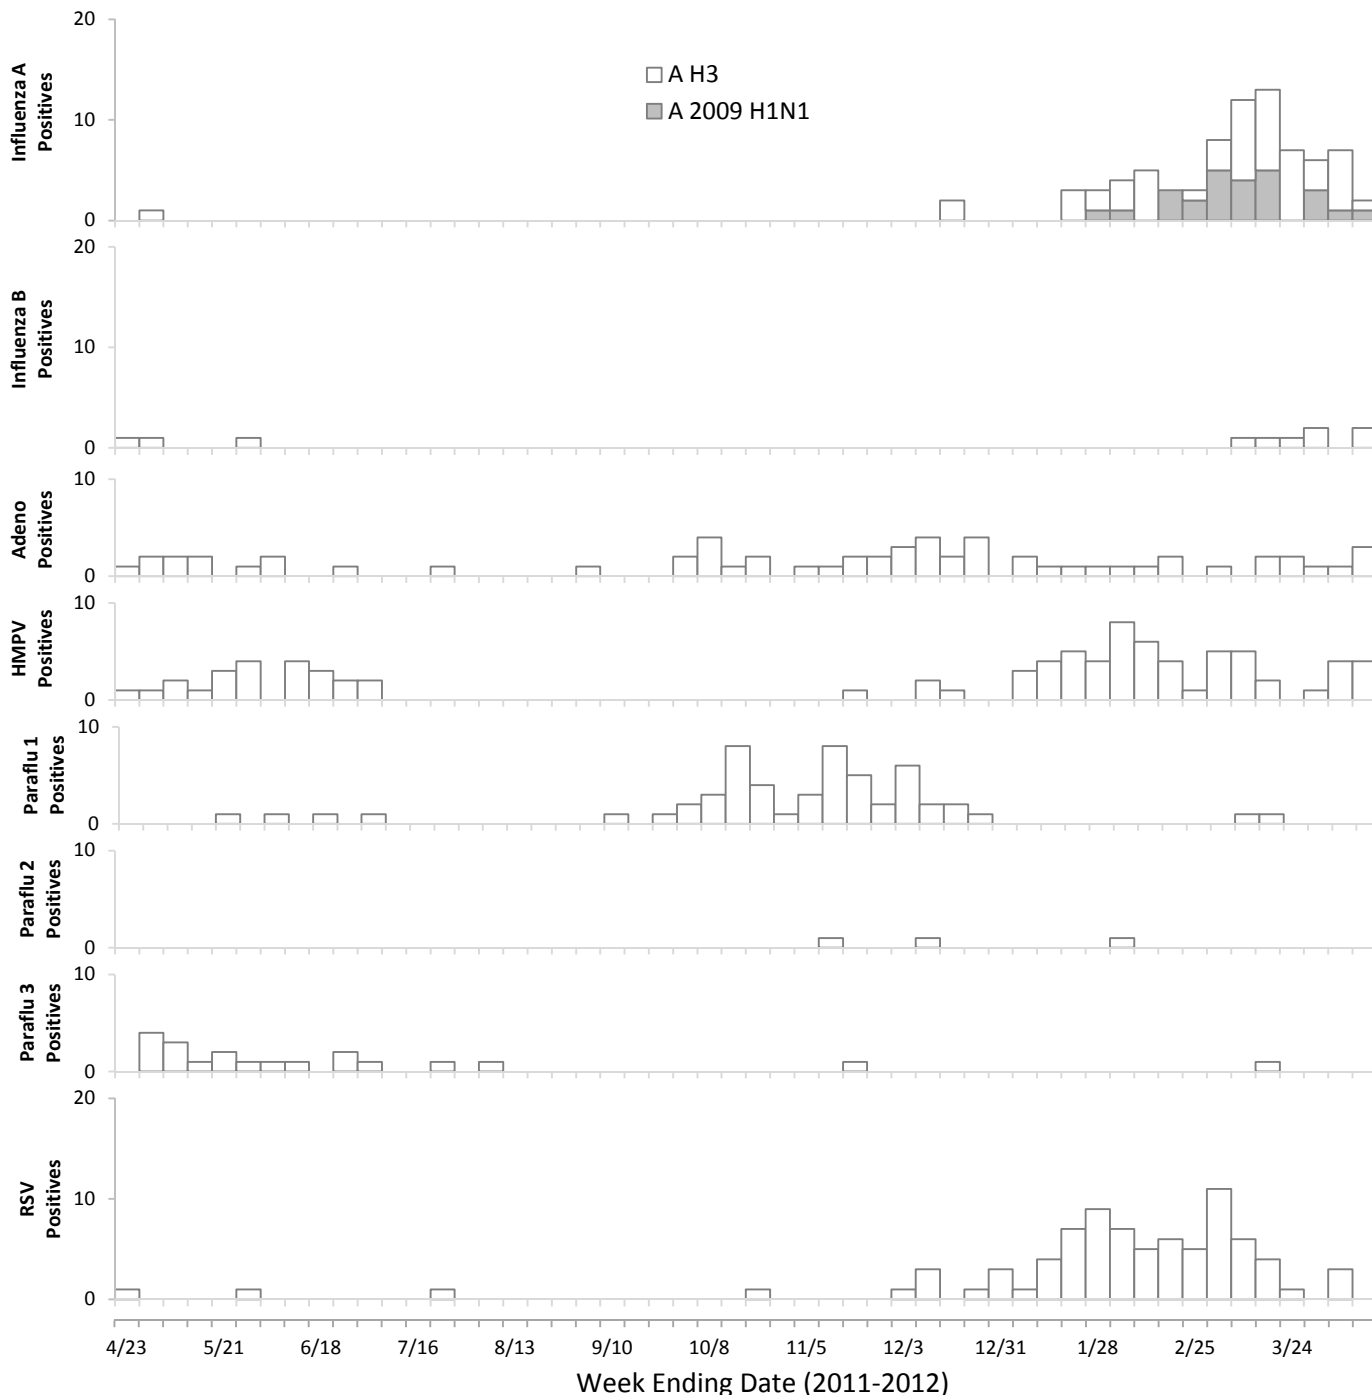 20
10
0
Influenza A
Positives
A H3
A 2009 H1N1
20
10
0
Influenza B
Positives
10
0
Adeno
Positives
10
0
HMPV
Positives
10
0
Paraflu 1
Positives
10
0
Paraflu 2
Positives
10
0
Paraflu 3
Positives
20
10
0
RSV
Positives
4/23 5/21 6/18 7/16 8/13 9/10 10/8 11/5 12/3 12/31 1/28 2/25 3/24
Week Ending Date (2011-2012)